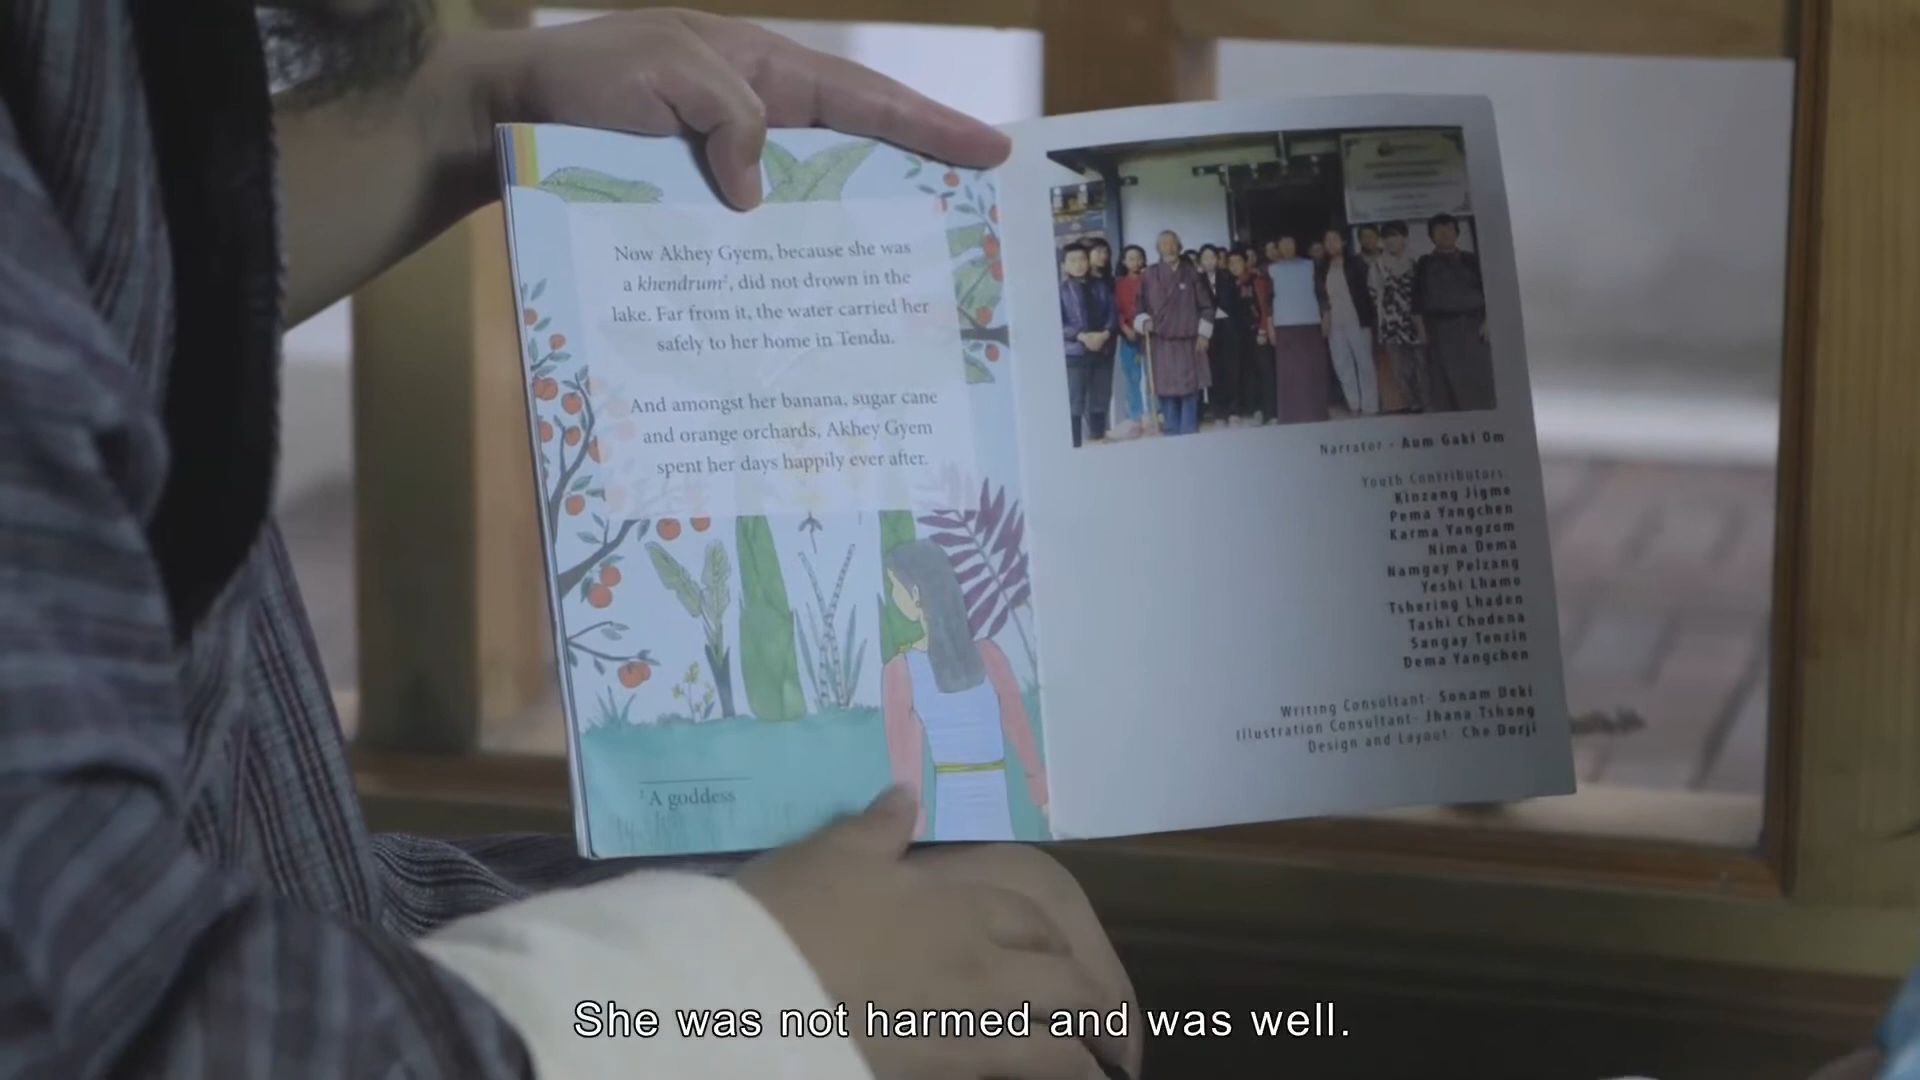 Now Akhey Gyem, because she was
a khendrum², did not drown in the
lake. Far from it, the water carried her
safely to her home in Tendu.
And amongst her banana, sugar cane
and orange orchards, Akhey Gyem
spent her days happily ever after.
A goddess
Narrator - Aum Gaki Om
Youth Contributors
Kinzang Jigme
Pema Yangchen
Karma Yangzom
Nima Dema
Namgay Pelzang
Yeshi Lhamo
Tshering Lhaden
Tashi Chodena
Sangay Tenzin
Dema Yangchen
Writing Consultant- Sonam Deki
Illustration Consultant- Jhana Tshong
Design and Layout- Che Dorji
She was not harmed and was well.